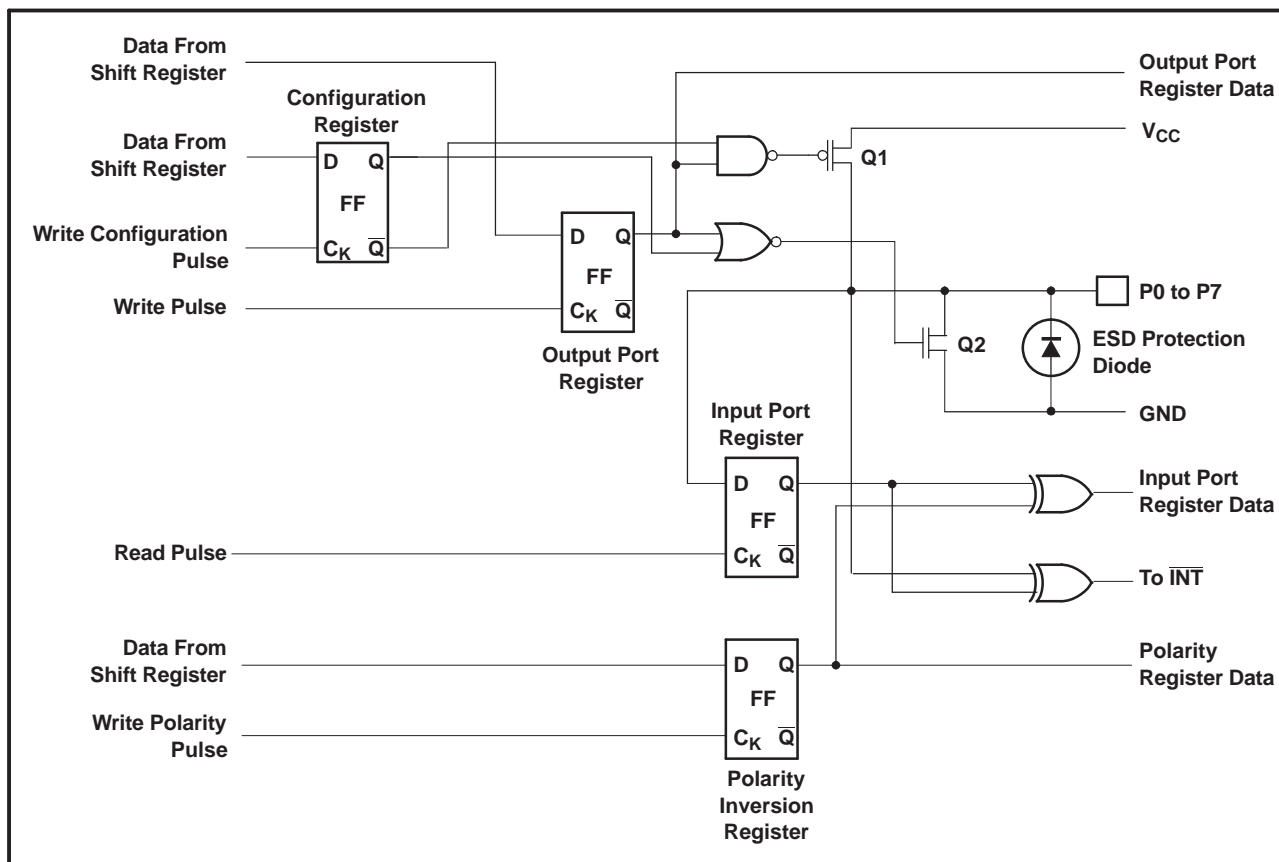 Data From
Shift Register
Output Port
Register Data
Configuration
Register
VCC
Data From
Shift Register
D Q
Q1
FF
Write Configuration
Pulse
CK Q̅
D Q
FF
Write Pulse
CK Q̅
P0 to P7
Output Port
Register
Q2
ESD Protection
Diode
GND
Input Port
Register
D Q
Input Port
Register Data
FF
Read Pulse
CK Q̅
To I̅N̅T̅
Data From
Shift Register
D Q
Polarity
Register Data
FF
Write Polarity
Pulse
CK Q̅
Polarity
Inversion
Register